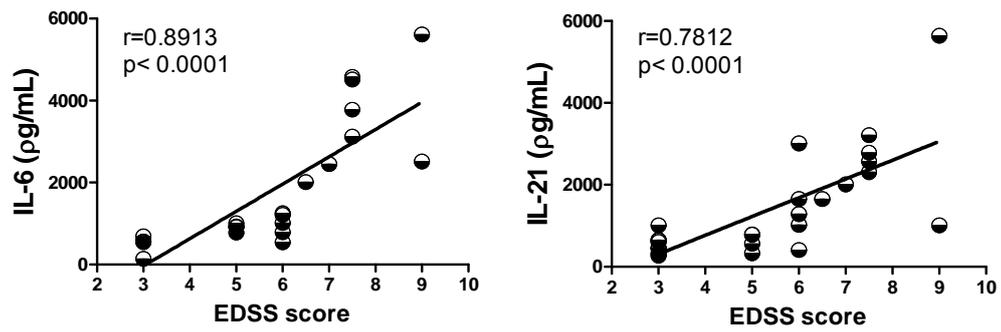 r=0.8913
p< 0.0001
IL-6 (ρg/mL)
6000
4000
2000
0
2 3 4 5 6 7 8 9 10
EDSS score
r=0.7812
p< 0.0001
IL-21 (ρg/mL)
6000
4000
2000
0
2 3 4 5 6 7 8 9 10
EDSS score